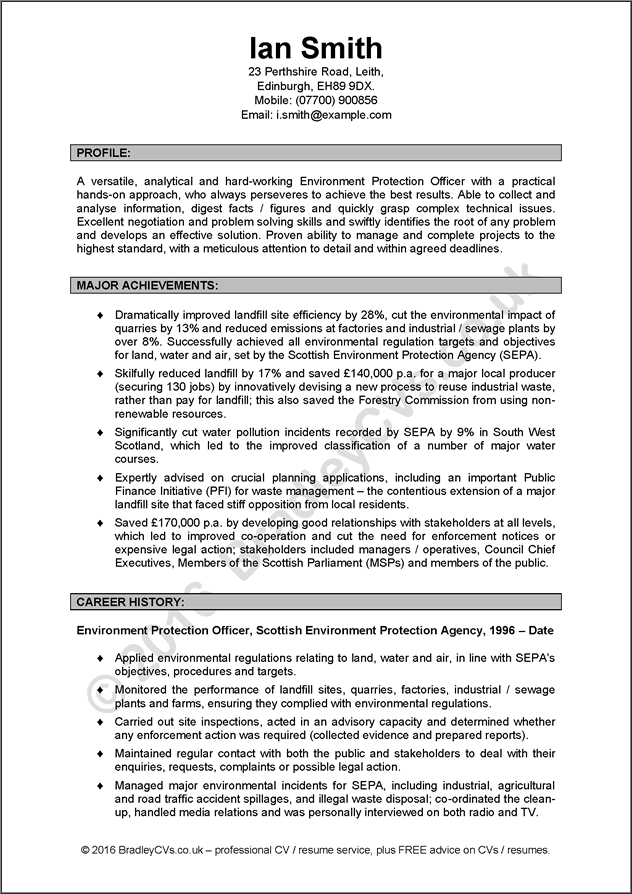 Ian Smith
23 Perthshire Road, Leith,
Edinburgh, EH89 9DX.
Mobile: (07700) 900856
Email: i.smith@example.com
PROFILE:
A versatile, analytical and hard-working Environment Protection Officer with a practical
hands-on approach, who always perseveres to achieve the best results. Able to collect and
analyse information, digest facts / figures and quickly grasp complex technical issues.
Excellent negotiation and problem solving skills and swiftly identifies the root of any problem
and develops an effective solution. Proven ability to manage and complete projects to the
highest standard, with a meticulous attention to detail and within agreed deadlines.
MAJOR ACHIEVEMENTS:
♦ Dramatically improved landfill site efficiency by 28%, cut the environmental impact of
quarries by 13% and reduced emissions at factories and industrial / sewage plants by
over 8%. Successfully achieved all environmental regulation targets and objectives
for land, water and air, set by the Scottish Environment Protection Agency (SEPA).
♦ Skilfully reduced landfill by 17% and saved £140,000 p.a. for a major local producer
(securing 130 jobs) by innovatively devising a new process to reuse industrial waste,
rather than pay for landfill; this also saved the Forestry Commission from using non-
renewable resources.
♦ Significantly cut water pollution incidents recorded by SEPA by 9% in South West
Scotland, which led to the improved classification of a number of major water
courses.
♦ Expertly advised on crucial planning applications, including an important Public
Finance Initiative (PFI) for waste management – the contentious extension of a major
landfill site that faced stiff opposition from local residents.
♦ Saved £170,000 p.a. by developing good relationships with stakeholders at all levels,
which led to improved co-operation and cut the need for enforcement notices or
expensive legal action; stakeholders included managers / operatives, Council Chief
Executives, Members of the Scottish Parliament (MSPs) and members of the public.
CAREER HISTORY:
Environment Protection Officer, Scottish Environment Protection Agency, 1996 – Date
♦ Applied environmental regulations relating to land, water and air, in line with SEPA's
objectives, procedures and targets.
♦ Monitored the performance of landfill sites, quarries, factories, industrial / sewage
plants and farms, ensuring they complied with environmental regulations.
♦ Carried out site inspections, acted in an advisory capacity and determined whether
any enforcement action was required (collected evidence and prepared reports).
♦ Maintained regular contact with both the public and stakeholders to deal with their
enquiries, requests, complaints or possible legal action.
♦ Managed major environmental incidents for SEPA, including industrial, agricultural
and road traffic accident spillages, and illegal waste disposal; co-ordinated the clean-
up, handled media relations and was personally interviewed on both radio and TV.
© 2016 BradleyCVs.co.uk – professional CV / resume service, plus FREE advice on CVs / resumes.
© 2016 BradleyCVs.co.uk